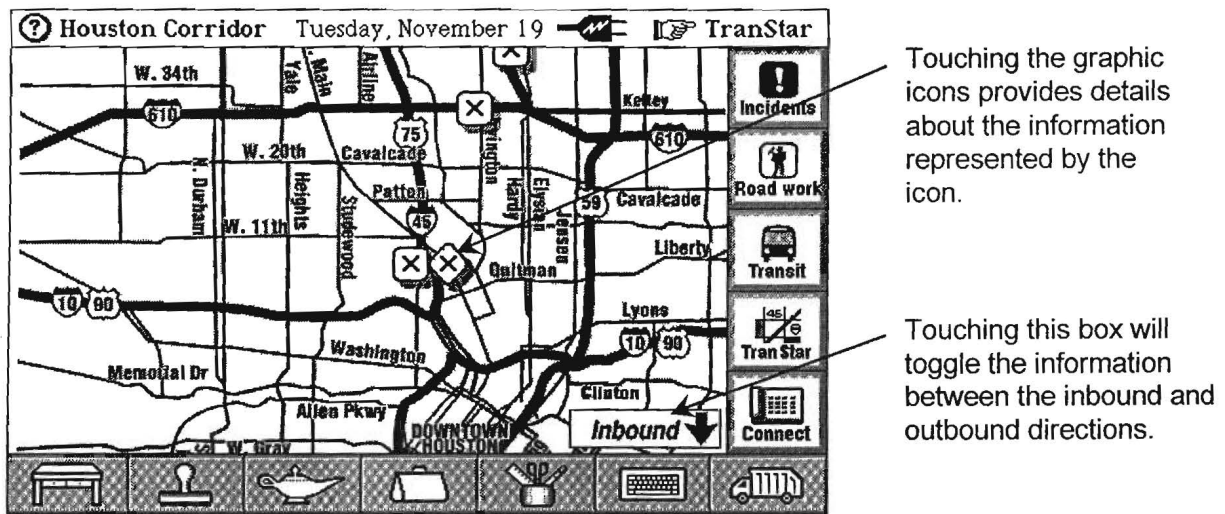 ? Houston Corridor Tuesday, November 19 TranStar
W. 34th
Yale
N. Main
Airline
610
Kelley
Incidents
75
Irvington
610
W. 20th
Cavalcade
N. Durham
Heights
Studewood
Patton
Hardy
Elysian
Jensen
59
Cavalcade
Road work
45
W. 11th
Liberty
Quitman
Transit
10 90
Lyons
10 90
Washington
TranStar
45
Memorial Dr
Clinton
Allen Pkwy
DOWNTOWN
HOUSTON
Inbound
Connect
W. Gray
Touching the graphic
icons provides details
about the information
represented by the
icon.
Touching this box will
toggle the information
between the inbound and
outbound directions.